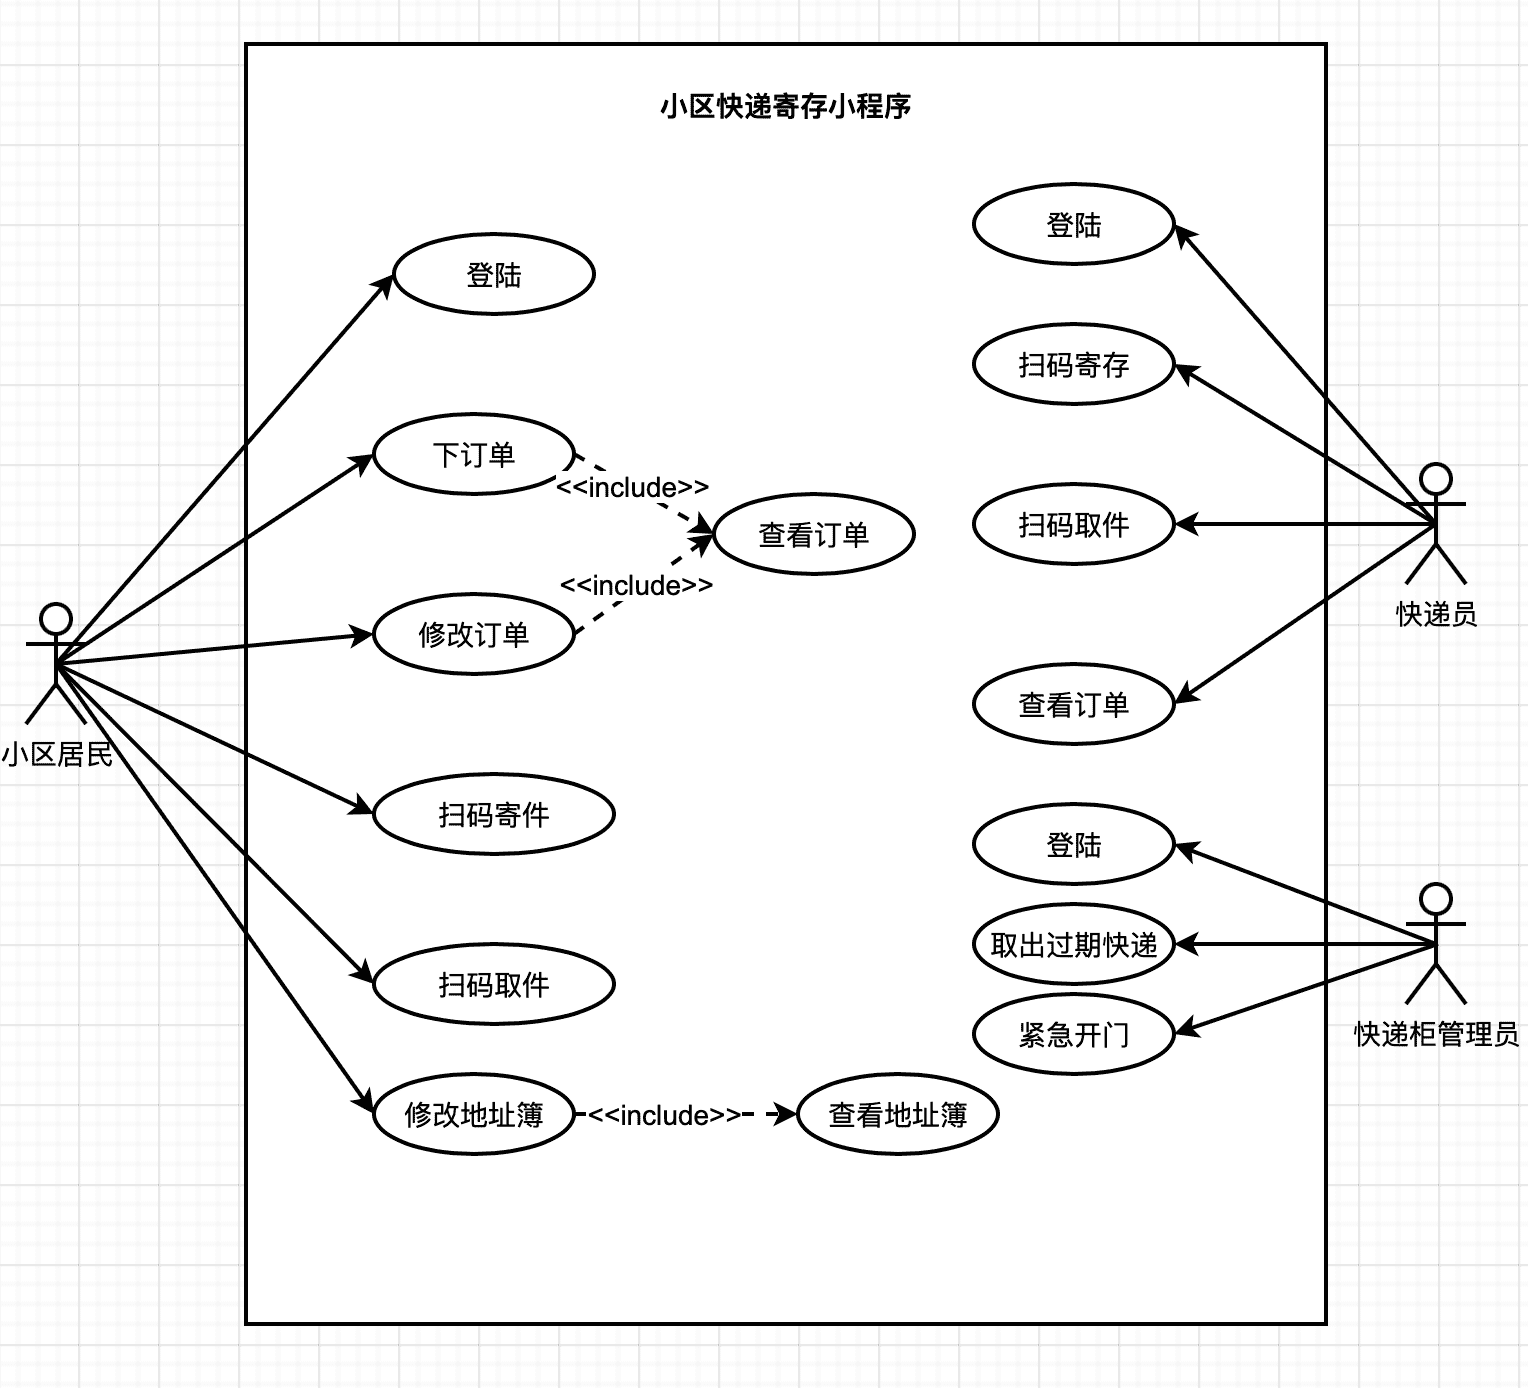 小区快递寄存小程序
登陆
登陆
扫码寄存
下订单
<<include>>
查看订单
扫码取件
<<include>>
修改订单
快递员
查看订单
小区居民
扫码寄件
登陆
扫码取件
取出过期快递
紧急开门
快递柜管理员
修改地址簿
<<include>>
查看地址簿